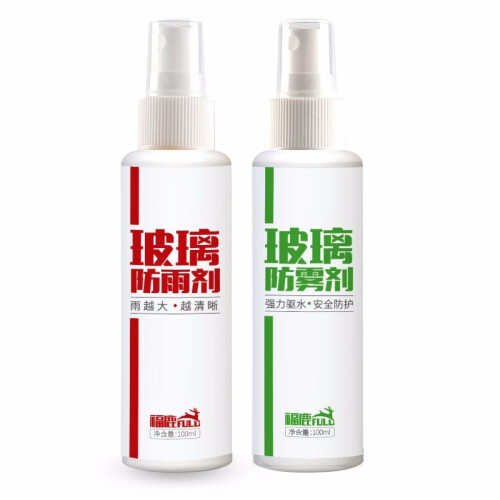 玻璃
防雨剂
雨越大·越清晰
福鹿FULU
净含量:100ml
玻璃
防雾剂
强力驱水·安全防护
福鹿FULU
净含量:100ml